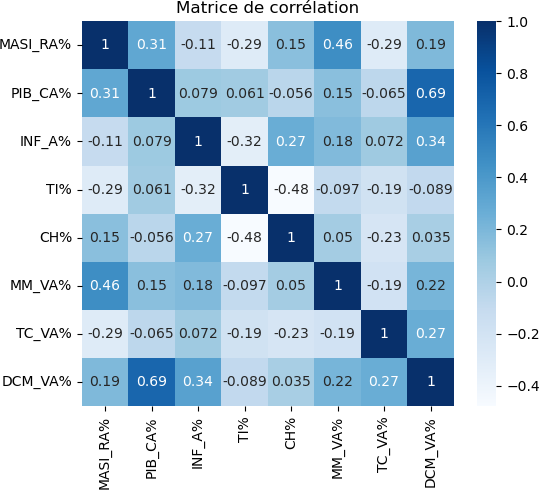 Matrice de corrélation
MASI_RA% 1 0.31 -0.11 -0.29 0.15 0.46 -0.29 0.19
PIB_CA% 0.31 1 0.079 0.061 -0.056 0.15 -0.065 0.69
INF_A% -0.11 0.079 1 -0.32 0.27 0.18 0.072 0.34
TI% -0.29 0.061 -0.32 1 -0.48 -0.097 -0.19 -0.089
CH% 0.15 -0.056 0.27 -0.48 1 0.05 -0.23 0.035
MM_VA% 0.46 0.15 0.18 -0.097 0.05 1 -0.19 0.22
TC_VA% -0.29 -0.065 0.072 -0.19 -0.23 -0.19 1 0.27
DCM_VA% 0.19 0.69 0.34 -0.089 0.035 0.22 0.27 1
MASI_RA% PIB_CA% INF_A% TI% CH% MM_VA% TC_VA% DCM_VA%
1.0
0.8
0.6
0.4
0.2
0.0
−0.2
−0.4